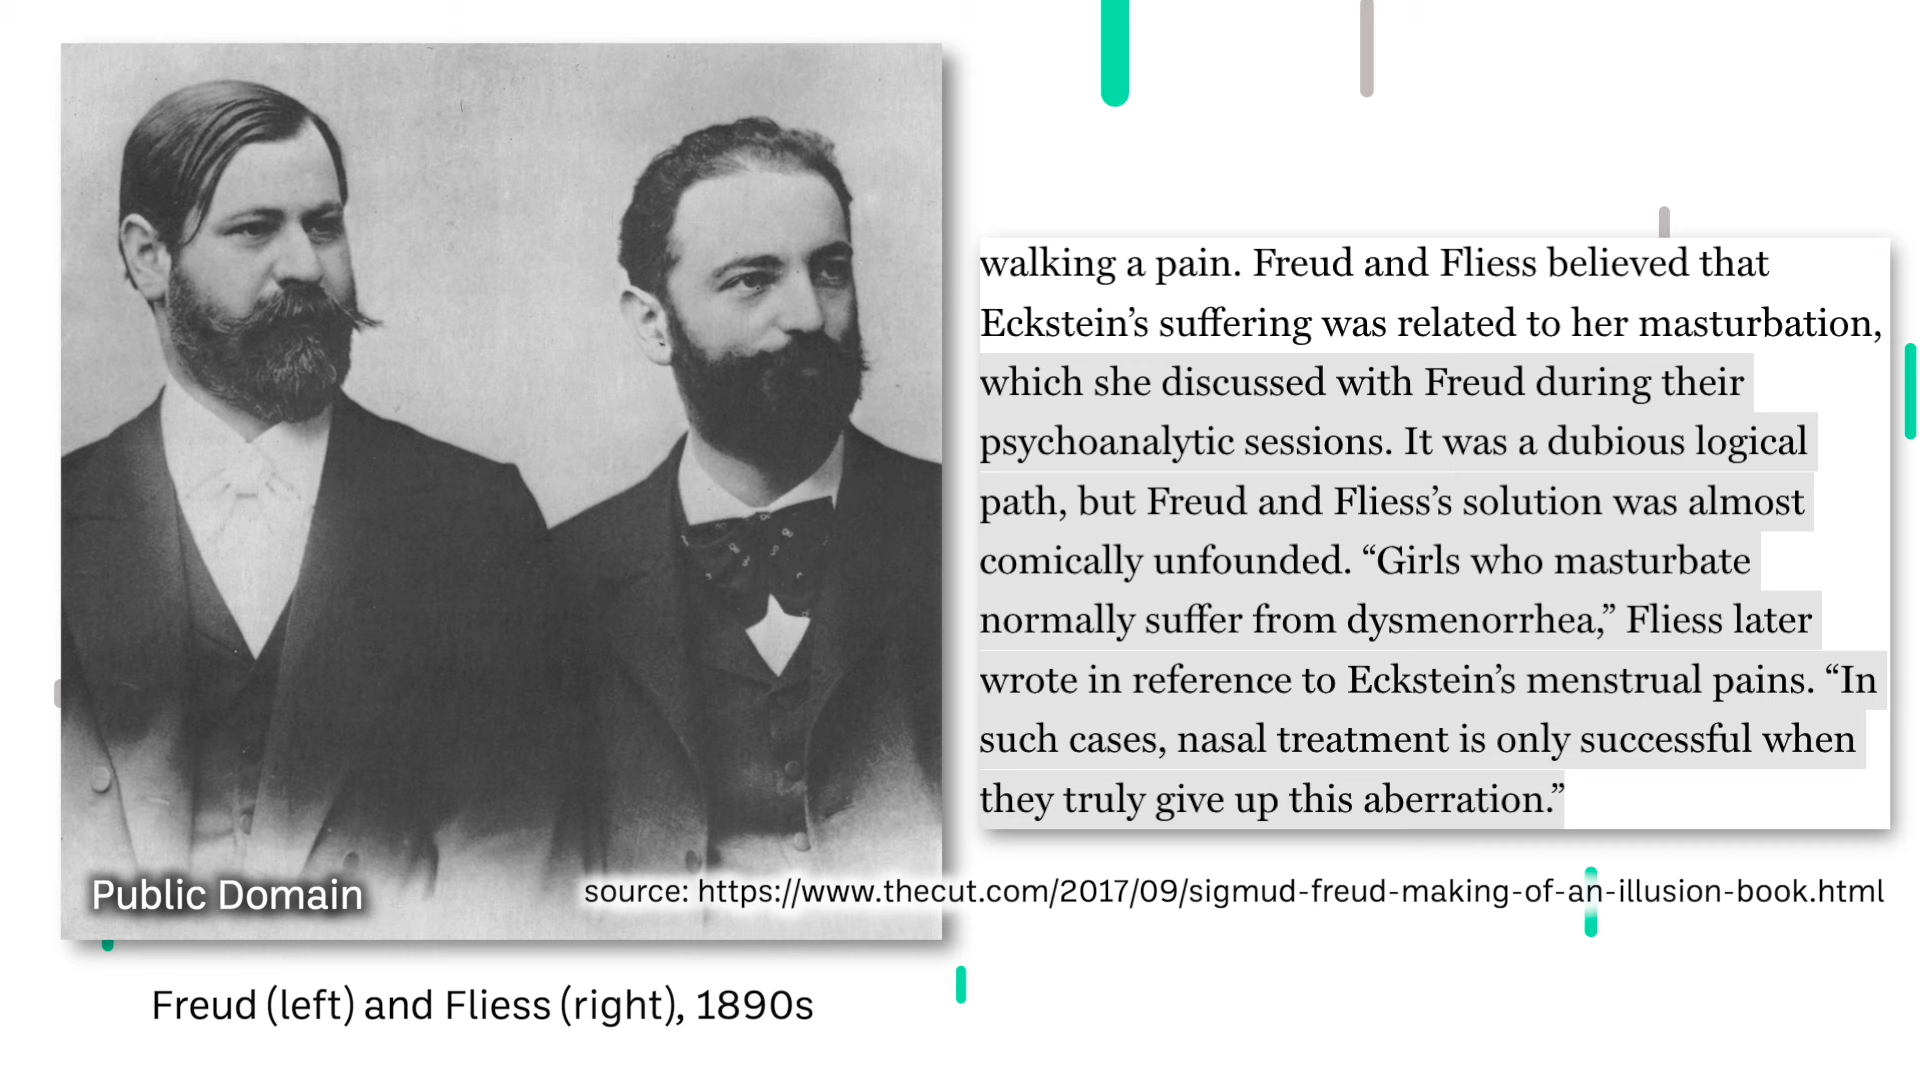 walking a pain. Freud and Fliess believed that
Eckstein’s suffering was related to her masturbation,
which she discussed with Freud during their
psychoanalytic sessions. It was a dubious logical
path, but Freud and Fliess’s solution was almost
comically unfounded. “Girls who masturbate
normally suffer from dysmenorrhea,” Fliess later
wrote in reference to Eckstein’s menstrual pains. “In
such cases, nasal treatment is only successful when
they truly give up this aberration.”
Public Domain
source: https://www.thecut.com/2017/09/sigmud-freud-making-of-an-illusion-book.html
Freud (left) and Fliess (right), 1890s